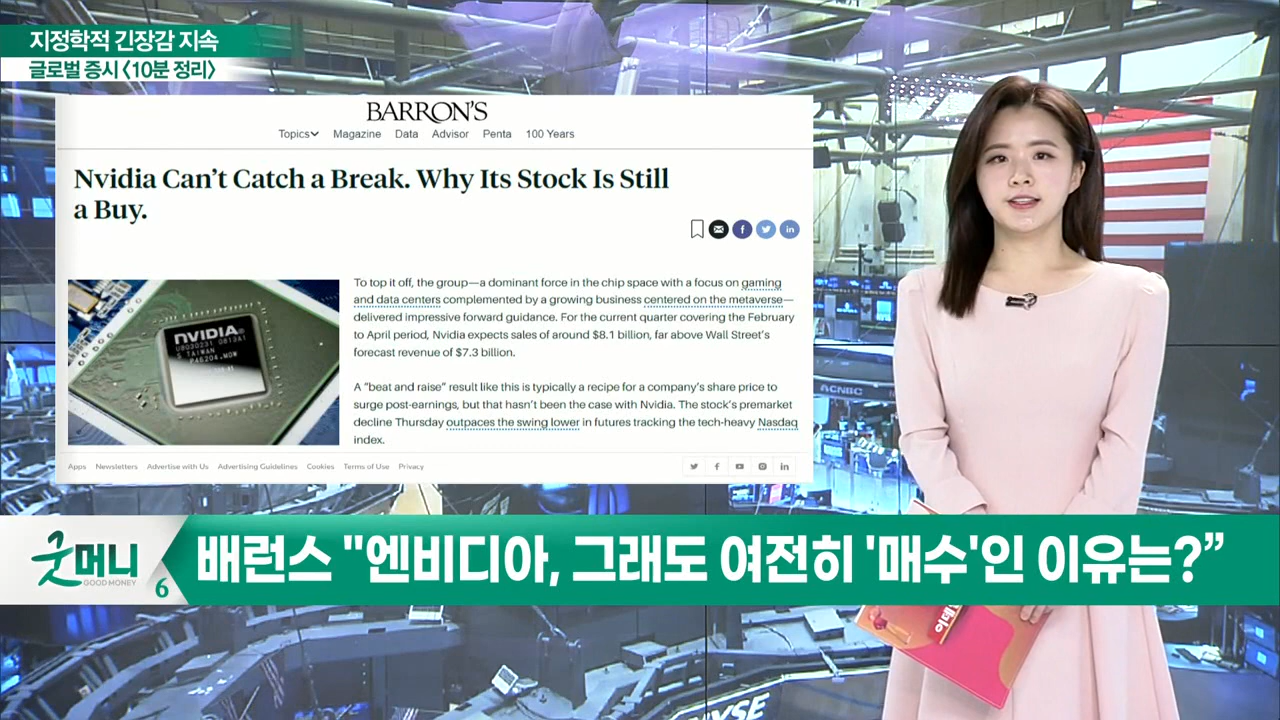 지정학적 긴장감 지속
글로벌 증시 <10분 정리>
BARRON'S
Topics Magazine Data Advisor Penta 100 Years
Nvidia Can't Catch a Break. Why Its Stock Is Still
a Buy.
To top it off, the group—a dominant force in the chip space with a focus on gaming
and data centers complemented by a growing business centered on the metaverse—
delivered impressive forward guidance. For the current quarter covering the February
to April period, Nvidia expects sales of around $8.1 billion, far above Wall Street's
forecast revenue of $7.3 billion.
NVIDIA
A "beat and raise" result like this is typically a recipe for a company's share price to
surge post-earnings, but that hasn't been the case with Nvidia. The stock's premarket
decline Thursday outpaces the swing lower in futures tracking the tech-heavy Nasdaq
index.
Apps Newsletters Advertise with Us Advertising Guidelines Cookies Terms of Use Privacy
CNBC
굿머니
GOOD MONEY
6
배런스 "엔비디아, 그래도 여전히 '매수'인 이유는?"
NYSE